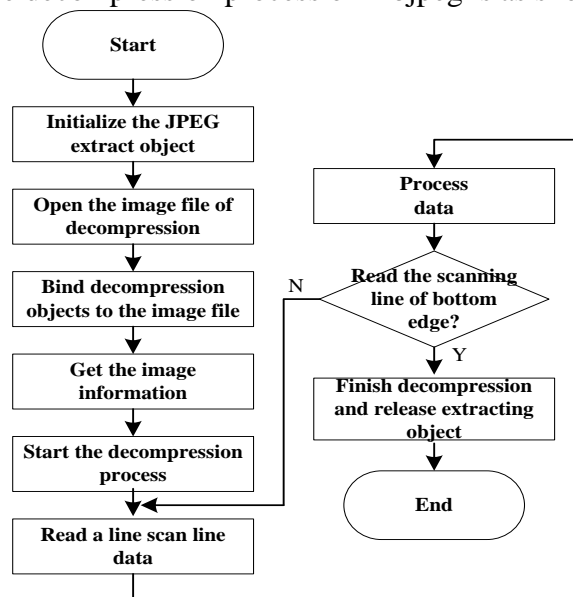 Start
Initialize the JPEG
extract object
Open the image file of
decompression
Bind decompression
objects to the image file
Get the image
information
Start the decompression
process
Read a line scan line
data
Process
data
Read the scanning
line of bottom
edge?
N
Y
Finish decompression
and release extracting
object
End